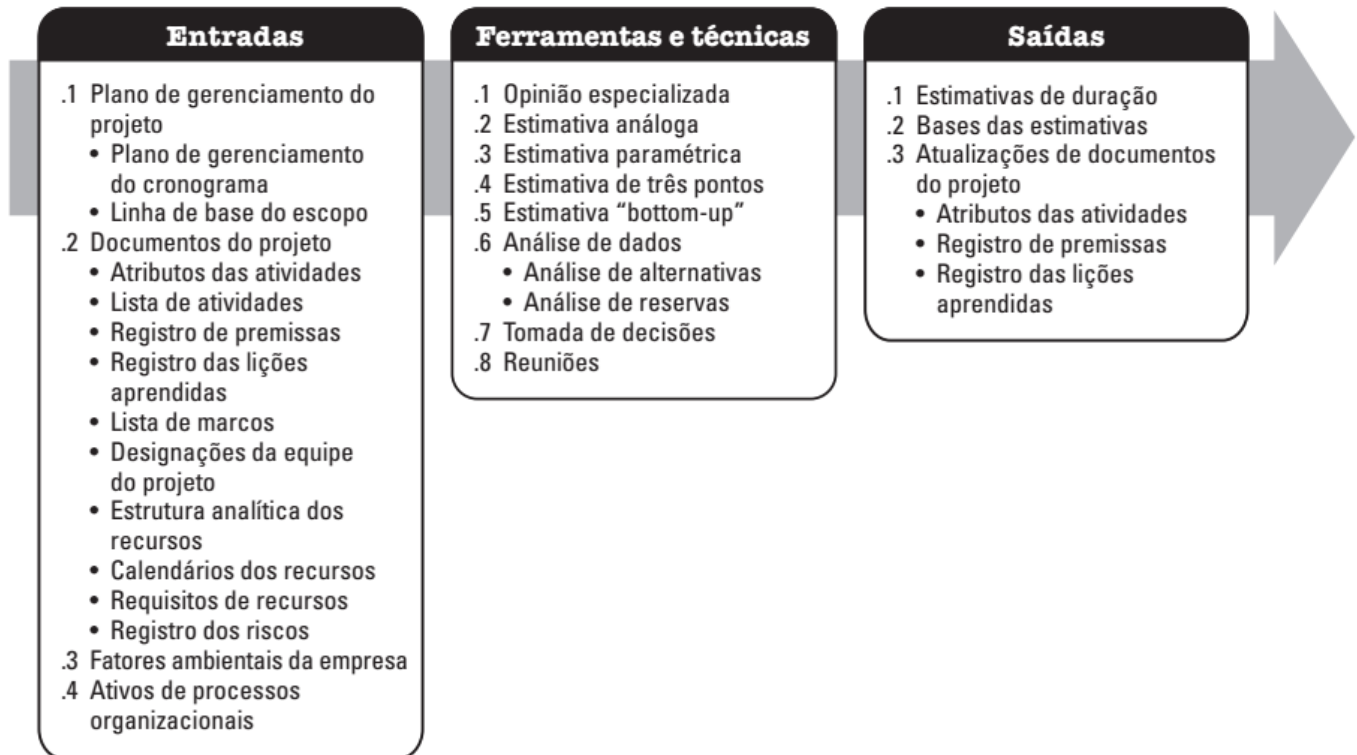 Entradas
.1 Plano de gerenciamento do
projeto
• Plano de gerenciamento
do cronograma
• Linha de base do escopo
.2 Documentos do projeto
• Atributos das atividades
• Lista de atividades
• Registro de premissas
• Registro das lições
aprendidas
• Lista de marcos
• Designações da equipe
do projeto
• Estrutura analítica dos
recursos
• Calendários dos recursos
• Requisitos de recursos
• Registro dos riscos
.3 Fatores ambientais da empresa
.4 Ativos de processos
organizacionais
Ferramentas e técnicas
.1 Opinião especializada
.2 Estimativa análoga
.3 Estimativa paramétrica
.4 Estimativa de três pontos
.5 Estimativa “bottom-up”
.6 Análise de dados
• Análise de alternativas
• Análise de reservas
.7 Tomada de decisões
.8 Reuniões
Saídas
.1 Estimativas de duração
.2 Bases das estimativas
.3 Atualizações de documentos
do projeto
• Atributos das atividades
• Registro de premissas
• Registro das lições
aprendidas